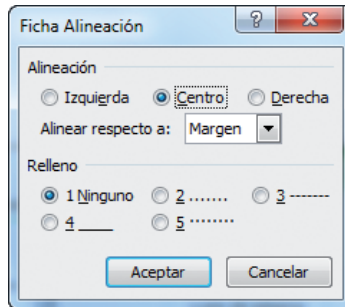 Ficha Alineación
Alineación
Izquierda Centro Derecha
Alinear respecto a: Margen
Relleno
1 Ninguno 2 ....... 3 -------
4 ____ 5 ········
Aceptar Cancelar